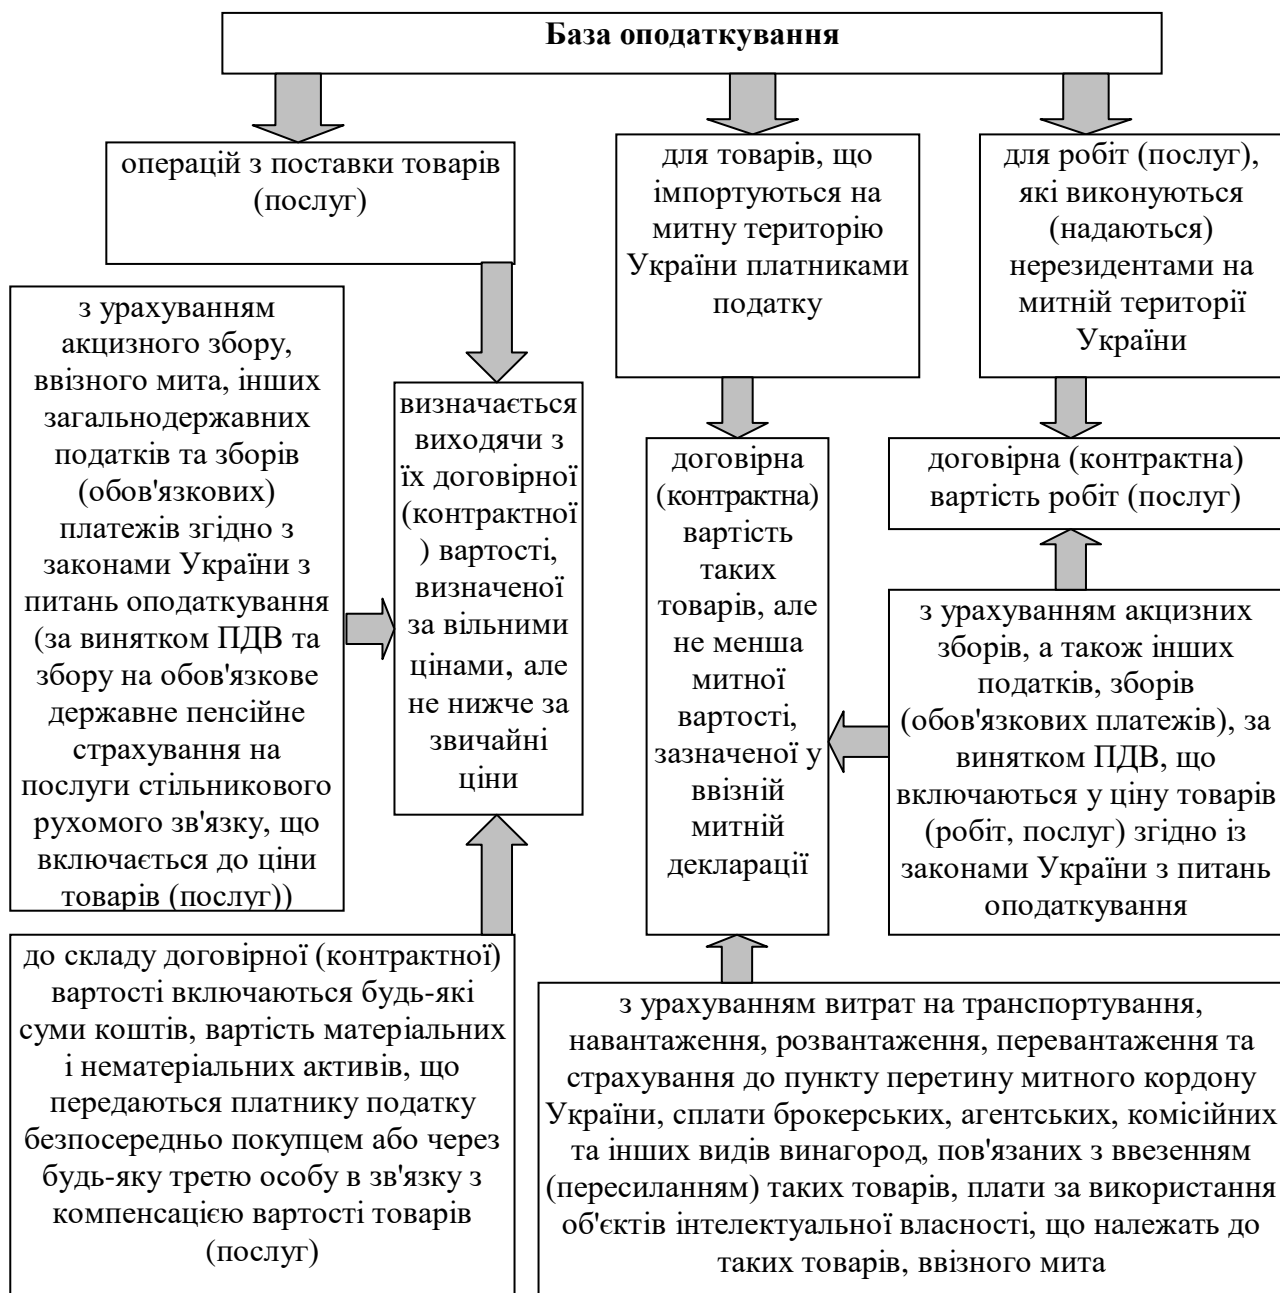 База оподаткування
операцій з поставки товарів
(послуг)
для товарів, що
імпортуються на
митну територію
України платниками
податку
для робіт (послуг),
які виконуються
(надаються)
нерезидентами на
митній території
України
з урахуванням
акцизного збору,
ввізного мита, інших
загальнодержавних
податків та зборів
(обов'язкових)
платежів згідно з
законами України з
питань оподаткування
(за винятком ПДВ та
збору на обов'язкове
державне пенсійне
страхування на
послуги стільникового
рухомого зв'язку, що
включається до ціни
товарів (послуг))
визначається
виходячи з
їх договірної
(контрактної
) вартості,
визначеної
за вільними
цінами, але
не нижче за
звичайні
ціни
договірна
(контрактна)
вартість
таких
товарів, але
не менша
митної
вартості,
зазначеної у
ввізній
митній
декларації
договірна (контрактна)
вартість робіт (послуг)
з урахуванням акцизних
зборів, а також інших
податків, зборів
(обов'язкових платежів), за
винятком ПДВ, що
включаються у ціну товарів
(робіт, послуг) згідно із
законами України з питань
оподаткування
до складу договірної (контрактної)
вартості включаються будь-які
суми коштів, вартість матеріальних
і нематеріальних активів, що
передаються платнику податку
безпосередньо покупцем або через
будь-яку третю особу в зв'язку з
компенсацією вартості товарів
(послуг)
з урахуванням витрат на транспортування,
навантаження, розвантаження, перевантаження та
страхування до пункту перетину митного кордону
України, сплати брокерських, агентських, комісійних
та інших видів винагород, пов'язаних з ввезенням
(пересиланням) таких товарів, плати за використання
об'єктів інтелектуальної власності, що належать до
таких товарів, ввізного мита